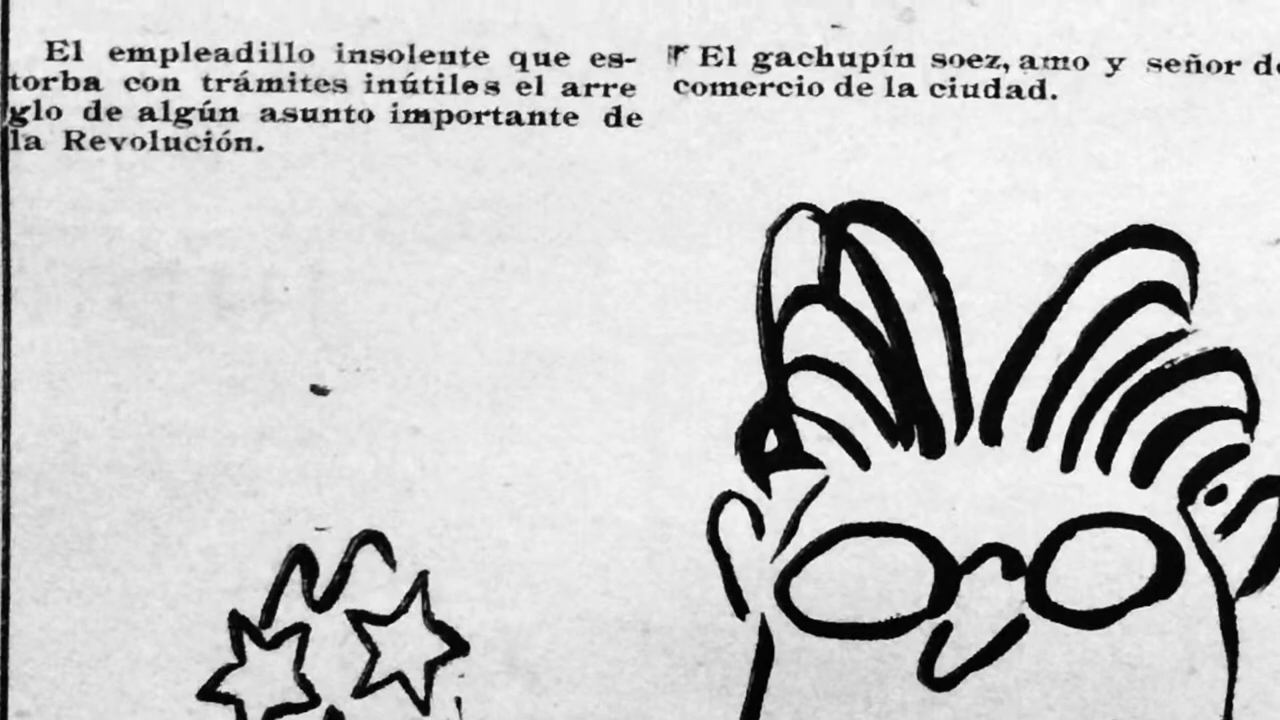 El empleadillo insolente que es-
torba con trámites inútiles el arre
glo de algún asunto importante de
la Revolución.
El gachupín soez, amo y señor de
comercio de la ciudad.